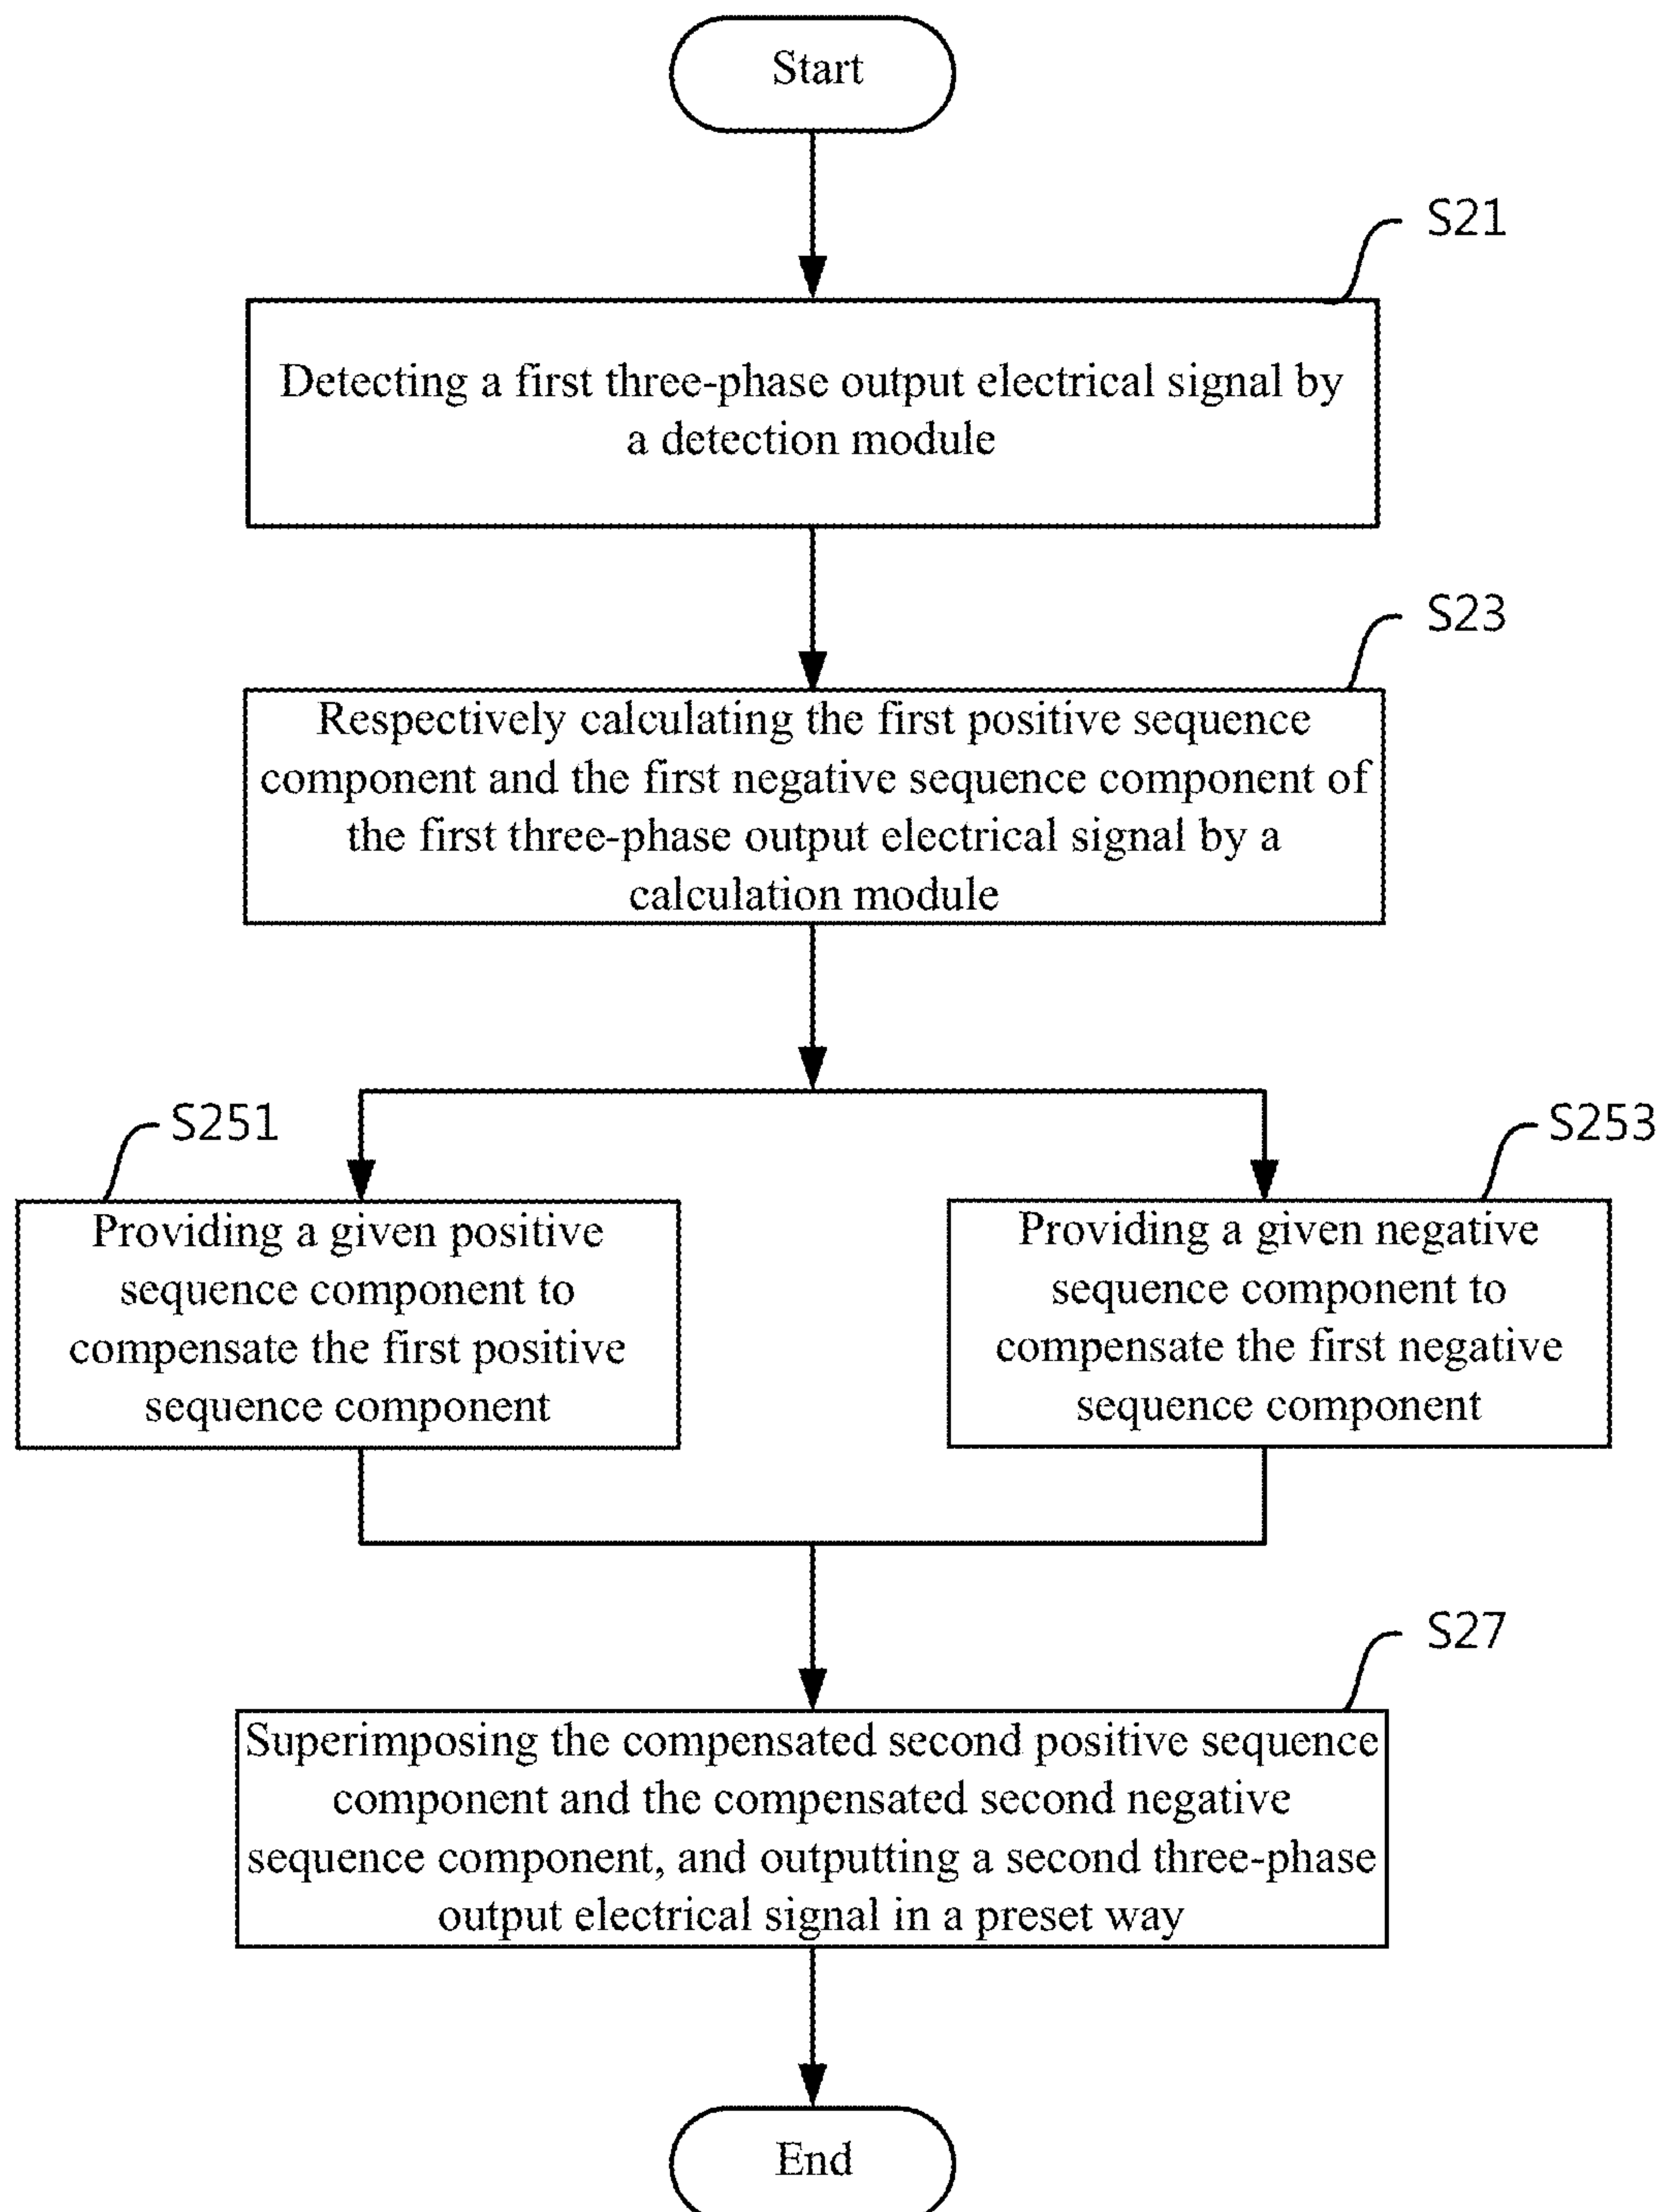 Start
S21
Detecting a first three-phase output electrical signal by
a detection module
S23
Respectively calculating the first positive sequence
component and the first negative sequence component of
the first three-phase output electrical signal by a
calculation module
S251
Providing a given positive
sequence component to
compensate the first positive
sequence component
S253
Providing a given negative
sequence component to
compensate the first negative
sequence component
S27
Superimposing the compensated second positive sequence
component and the compensated second negative
sequence component, and outputting a second three-phase
output electrical signal in a preset way
End